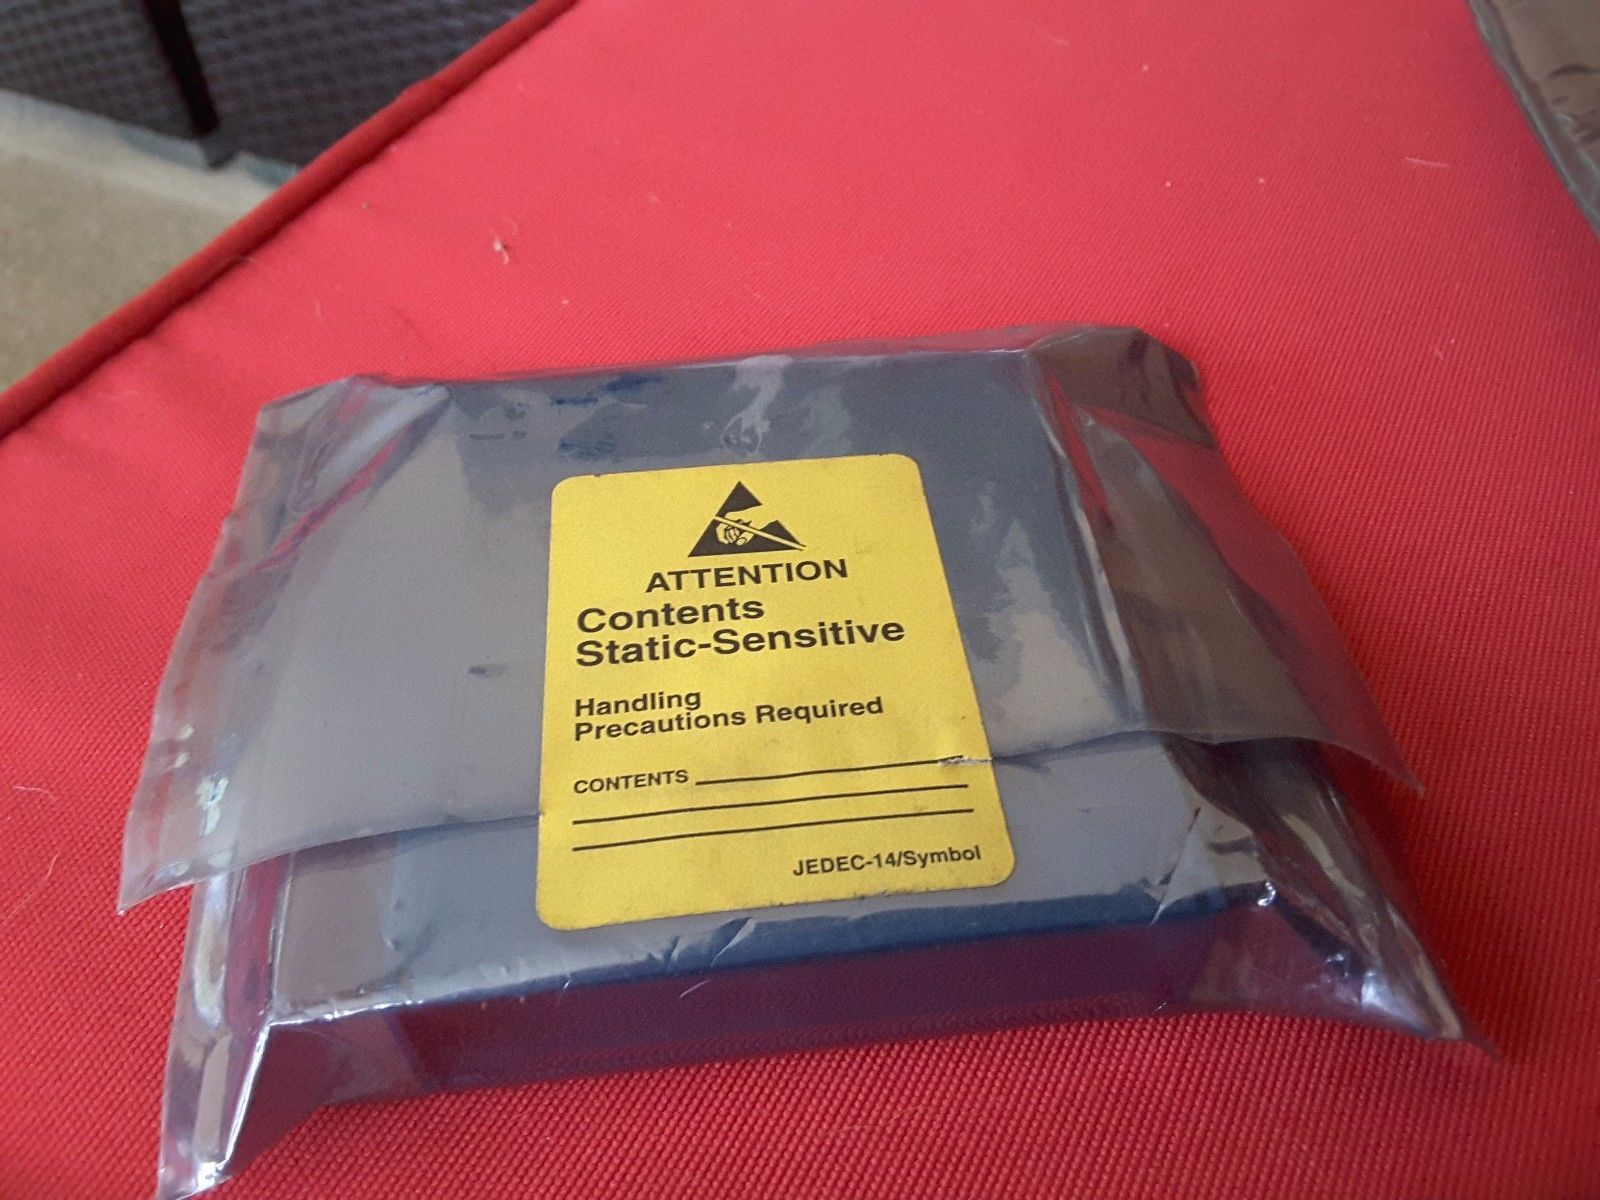 ATTENTION
Contents
Static-Sensitive
Handling
Precautions Required
CONTENTS
JEDEC-14/Symbol